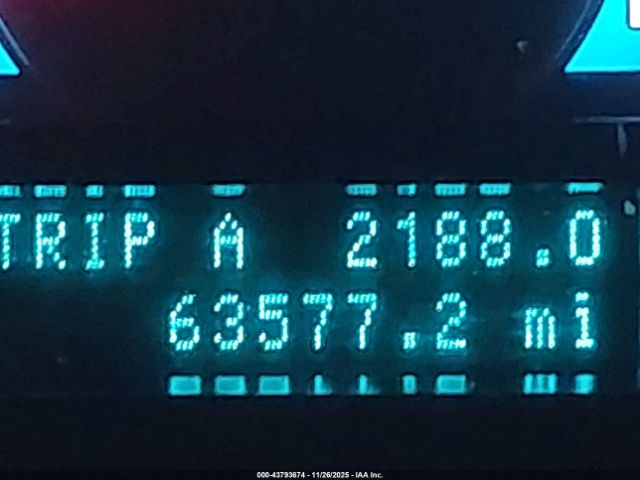 TRIP A 2188.0
63577.2 mi
000-43793674 - 11/26/2025 - IAA Inc.